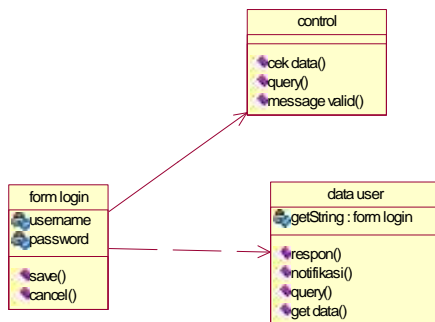 control
cek data()
query()
message valid()
form login
username
password
save()
cancel()
data user
getString : form login
respon()
notifikasi()
query()
get data()